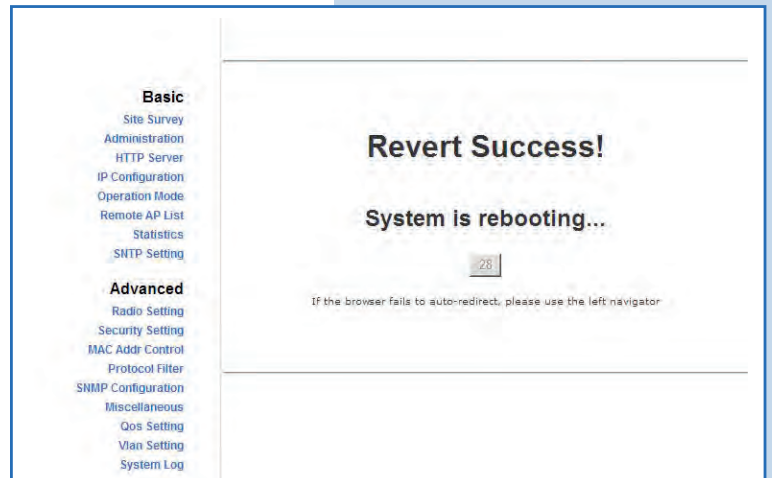 Basic
Site Survey
Administration
HTTP Server
IP Configuration
Operation Mode
Remote AP List
Statistics
SNTP Setting
Advanced
Radio Setting
Security Setting
MAC Addr Control
Protocol Filter
SNMP Configuration
Miscellaneous
Qos Setting
Vlan Setting
System Log
Revert Success!
System is rebooting...
28
If the browser fails to auto-redirect, please use the left navigator